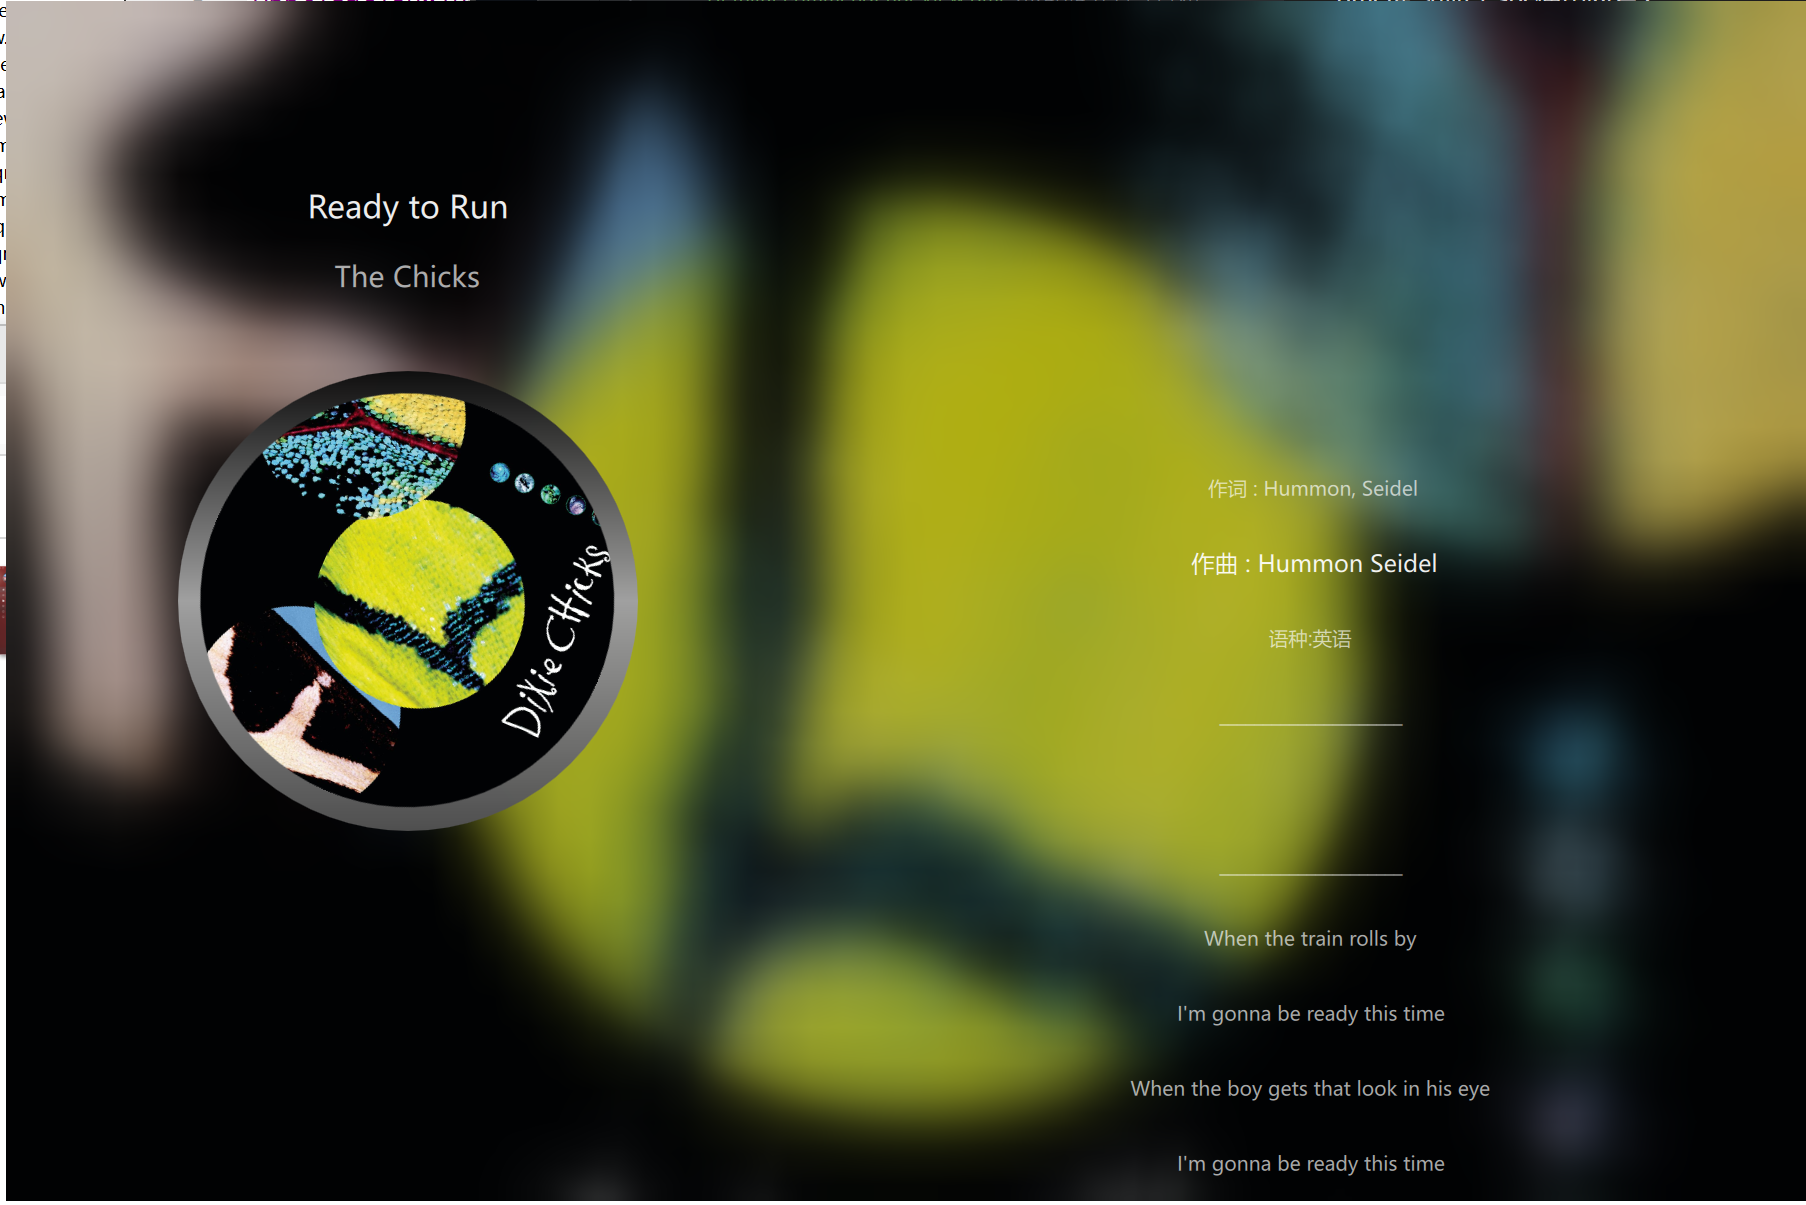 Ready to Run
The Chicks
Dixie Chicks
作词 : Hummon, Seidel
作曲 : Hummon Seidel
语种:英语
When the train rolls by
I'm gonna be ready this time
When the boy gets that look in his eye
I'm gonna be ready this time